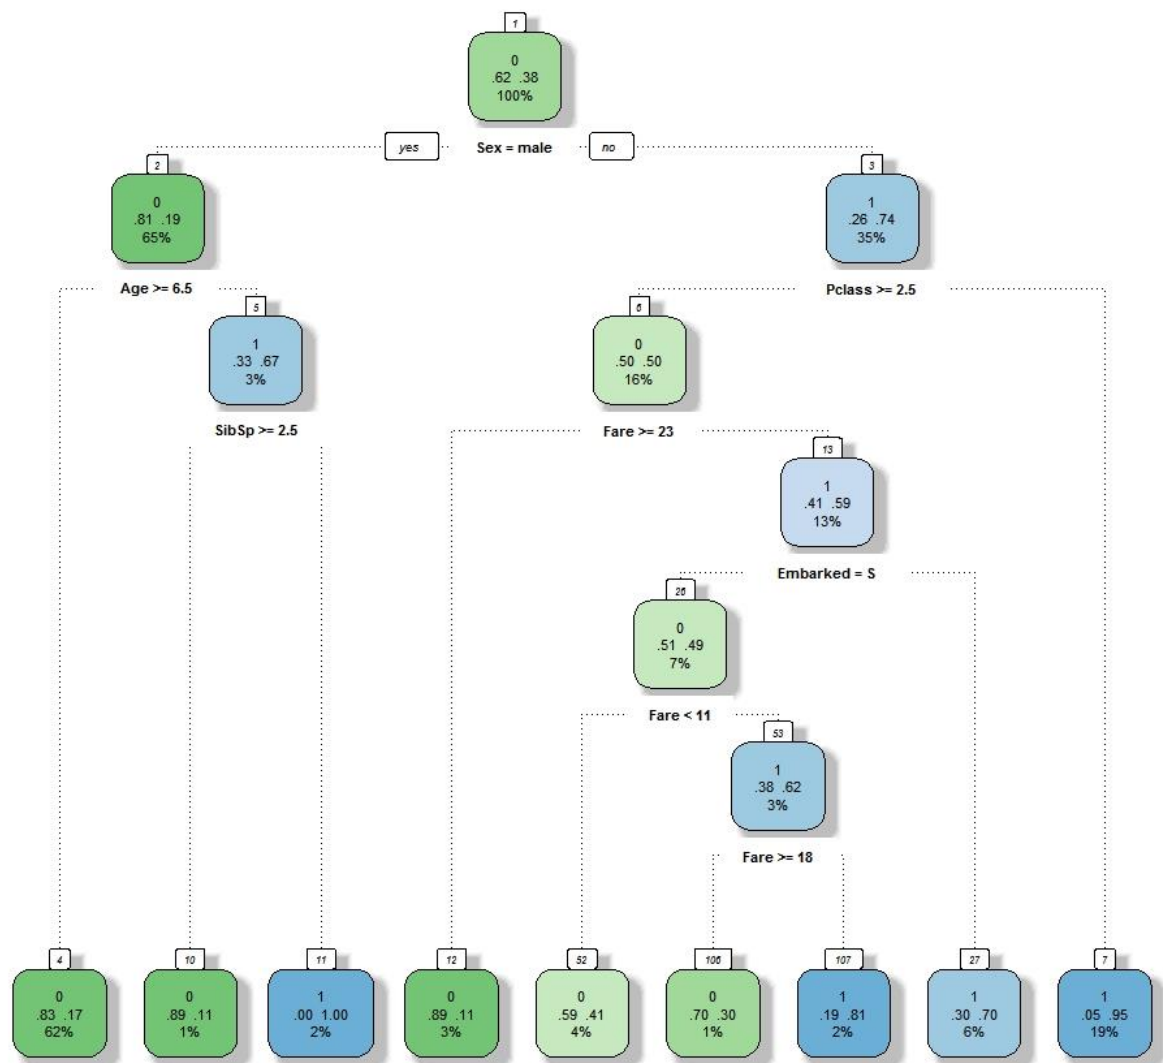 1
0
.62 .38
100%
yes Sex = male no
2 3
0 1
.81 .19 .26 .74
65% 35%
Age >= 6.5 Pclass >= 2.5
5 6
1 0
.33 .67 .50 .50
3% 16%
SibSp >= 2.5 Fare >= 23
13
1
.41 .59
13%
Embarked = S
26
0
.51 .49
7%
Fare < 11
53
1
.38 .62
3%
Fare >= 18
4 10 11 12 52 106 107 27 7
0 0 1 0 0 0 1 1 1
.83 .17 .89 .11 .00 1.00 .89 .11 .59 .41 .70 .30 .19 .81 .30 .70 .05 .95
62% 1% 2% 3% 4% 1% 2% 6% 19%